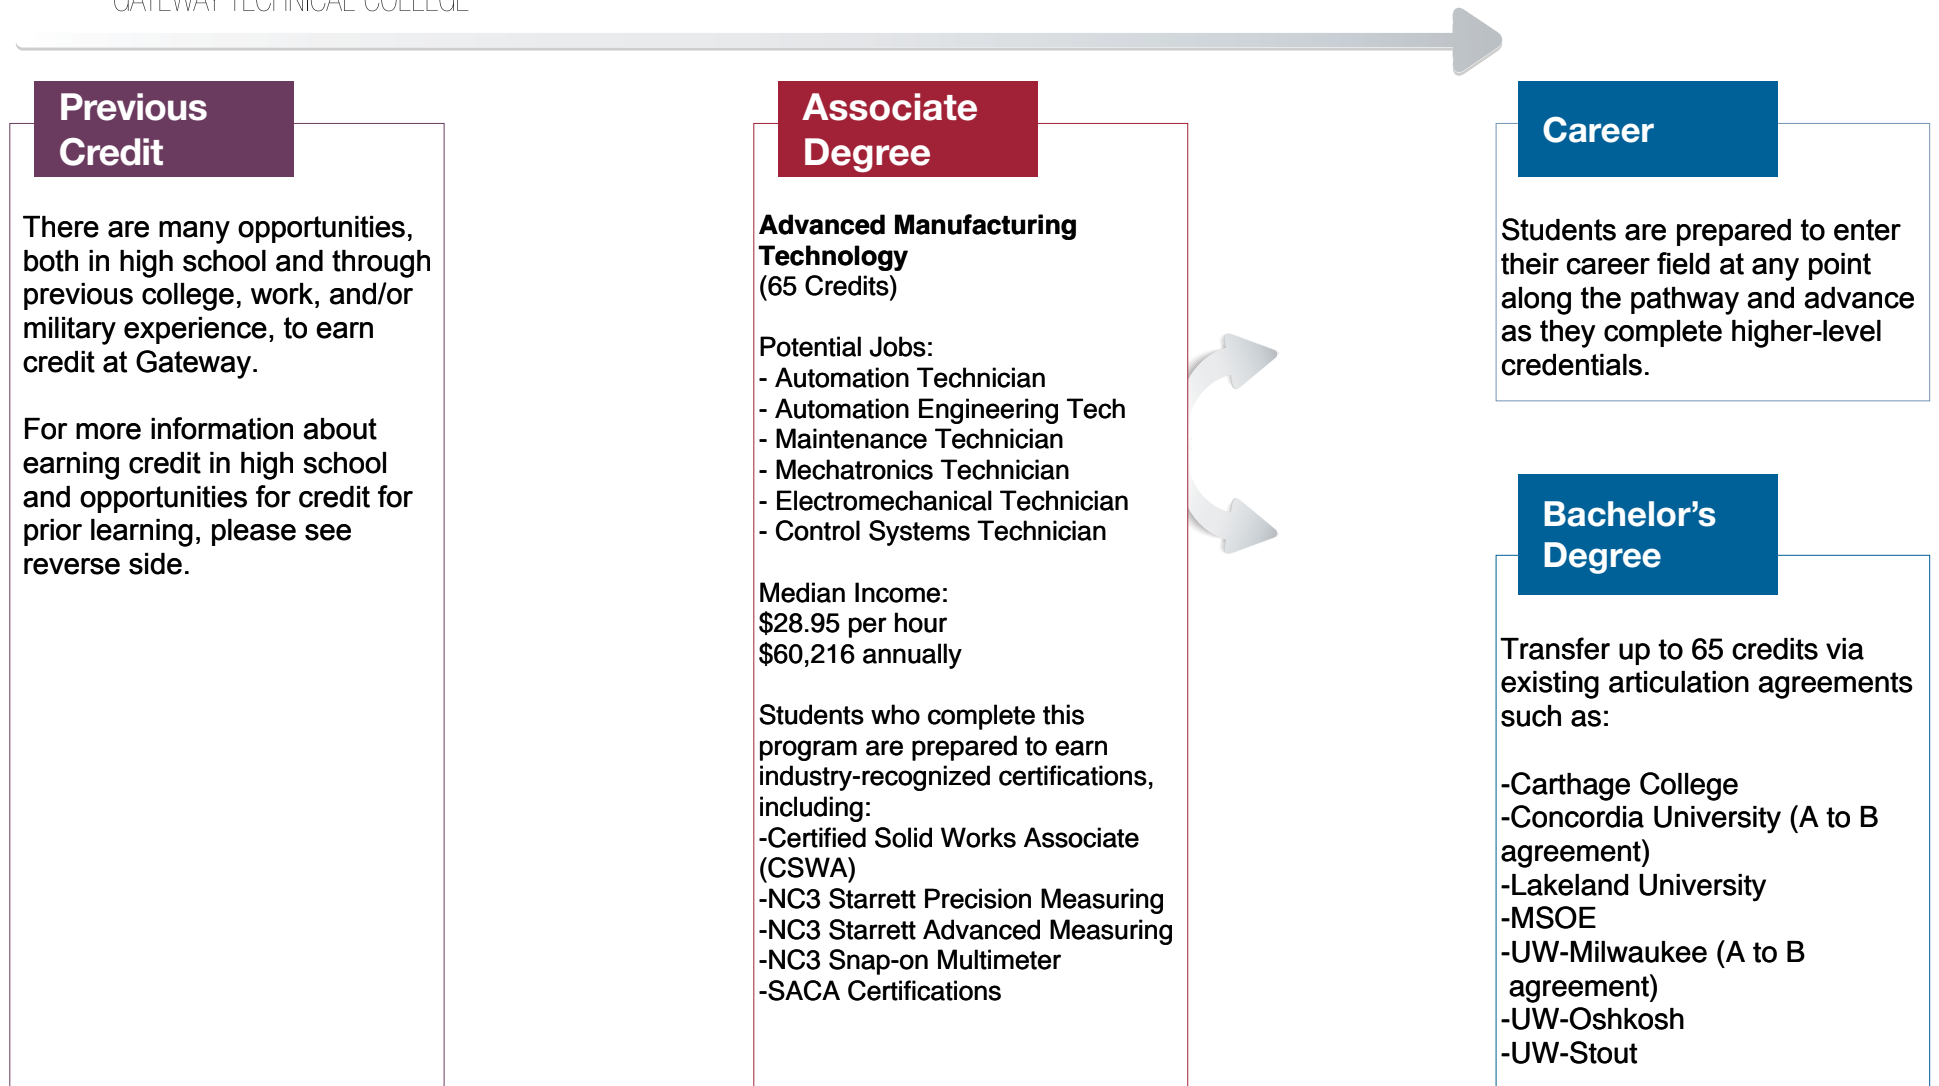 GATEWAY TECHNICAL COLLEGE
Previous
Credit
There are many opportunities,
both in high school and through
previous college, work, and/or
military experience, to earn
credit at Gateway.
For more information about
earning credit in high school
and opportunities for credit for
prior learning, please see
reverse side.
Associate
Degree
Advanced Manufacturing
Technology
(65 Credits)
Potential Jobs:
- Automation Technician
- Automation Engineering Tech
- Maintenance Technician
- Mechatronics Technician
- Electromechanical Technician
- Control Systems Technician
Median Income:
$28.95 per hour
$60,216 annually
Students who complete this
program are prepared to earn
industry-recognized certifications,
including:
-Certified Solid Works Associate
(CSWA)
-NC3 Starrett Precision Measuring
-NC3 Starrett Advanced Measuring
-NC3 Snap-on Multimeter
-SACA Certifications
Career
Students are prepared to enter
their career field at any point
along the pathway and advance
as they complete higher-level
credentials.
Bachelor’s
Degree
Transfer up to 65 credits via
existing articulation agreements
such as:
-Carthage College
-Concordia University (A to B
agreement)
-Lakeland University
-MSOE
-UW-Milwaukee (A to B
agreement)
-UW-Oshkosh
-UW-Stout